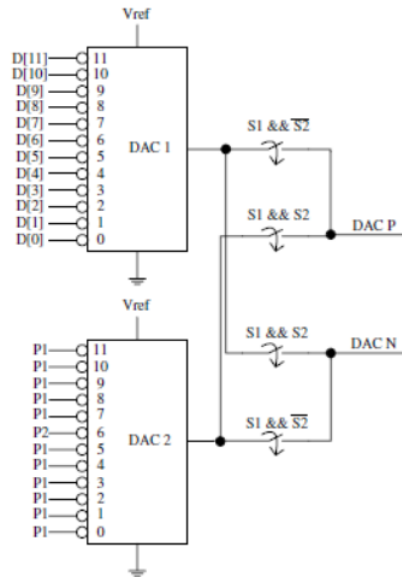 Vref
D[11] 11
D[10] 10
D[9] 9
D[8] 8
D[7] 7
D[6] 6
D[5] 5
D[4] 4
D[3] 3
D[2] 2
D[1] 1
D[0] 0
DAC 1
S1 && S̅2̅
S1 && S2
DAC P
Vref
P1 11
P1 10
P1 9
P1 8
P1 7
P2 6
P1 5
P1 4
P1 3
P1 2
P1 1
P1 0
DAC 2
S1 && S2
DAC N
S1 && S̅2̅